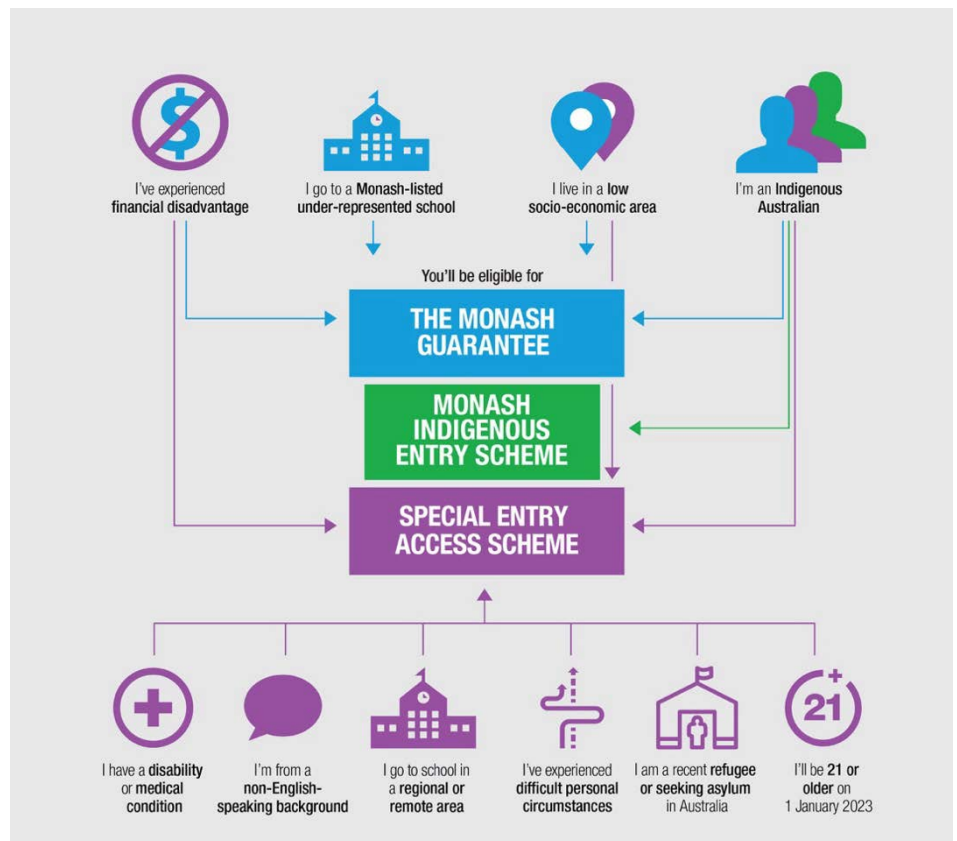 $
I've experienced
financial disadvantage
I go to a Monash-listed
under-represented school
I live in a low
socio-economic area
I'm an Indigenous
Australian
You'll be eligible for
THE MONASH
GUARANTEE
MONASH
INDIGENOUS
ENTRY SCHEME
SPECIAL ENTRY
ACCESS SCHEME
I have a disability
or medical
condition
I'm from a
non-English-
speaking background
I go to school in
a regional or
remote area
I've experienced
difficult personal
circumstances
I am a recent refugee
or seeking asylum
in Australia
21+
I'll be 21 or
older on
1 January 2023